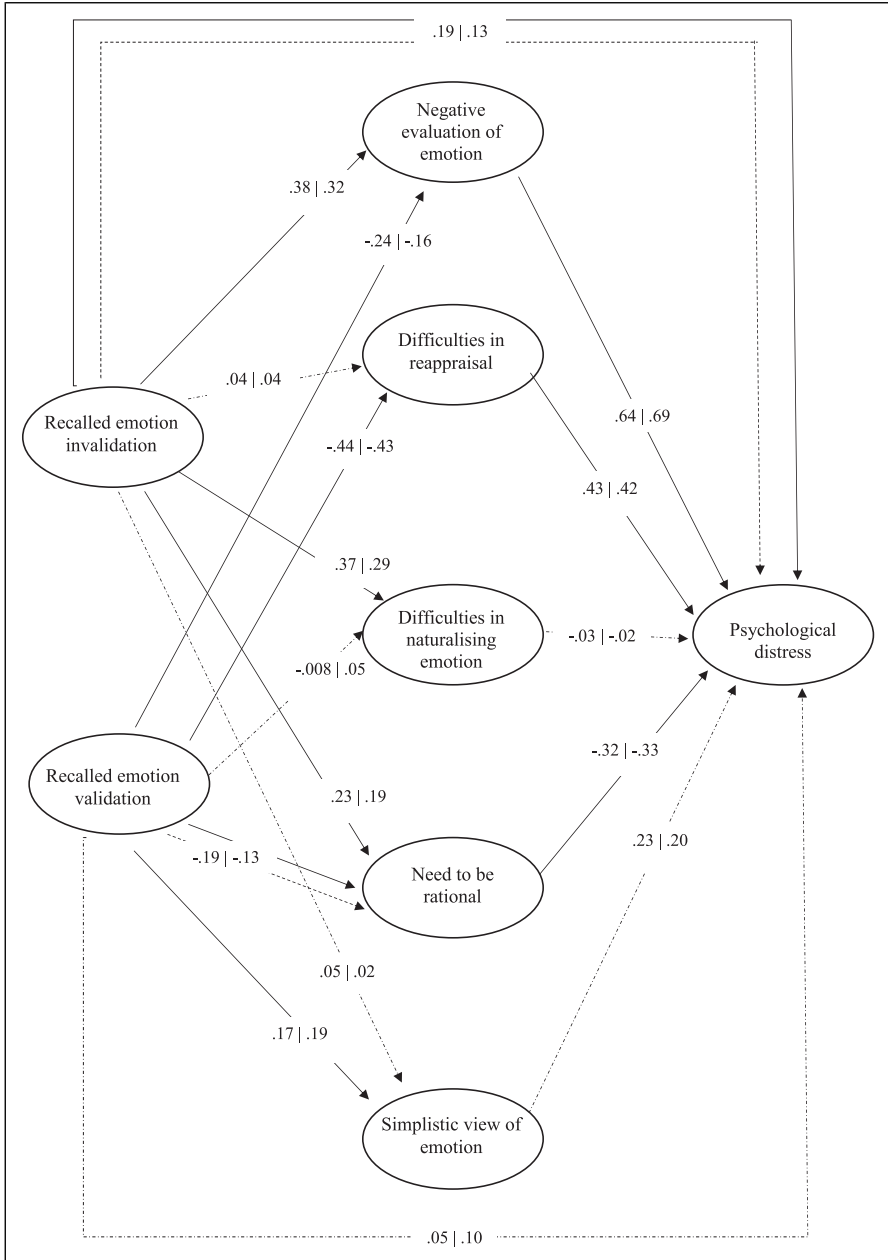 .19 | .13
Negative
evaluation of
emotion
.38 | .32
-.24 | -.16
Difficulties in
reappraisal
.04 | .04
Recalled emotion
invalidation
.64 | .69
-.44 | -.43
.43 | .42
.37 | .29
Difficulties in
naturalising
emotion
-.03 | -.02
Psychological
distress
-.008 | .05
Recalled emotion
validation
-.32 | -.33
.23 | .19
.23 | .20
-.19 | -.13
Need to be
rational
.05 | .02
.17 | .19
Simplistic view of
emotion
.05 | .10